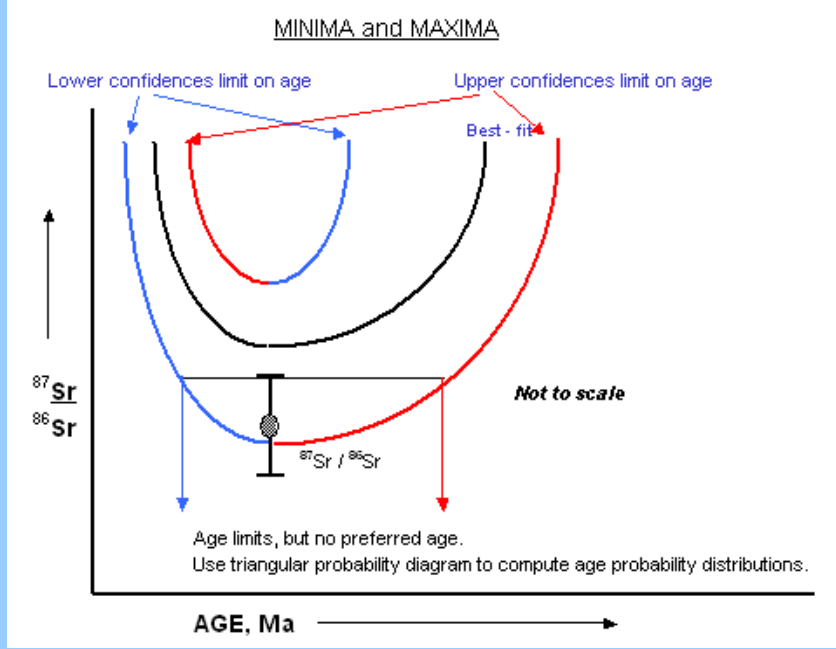 MINIMA and MAXIMA
Lower confidences limit on age
Upper confidences limit on age
Best - fit
87Sr
86Sr
Not to scale
87Sr / 86Sr
Age limits, but no preferred age.
Use triangular probability diagram to compute age probability distributions.
AGE, Ma